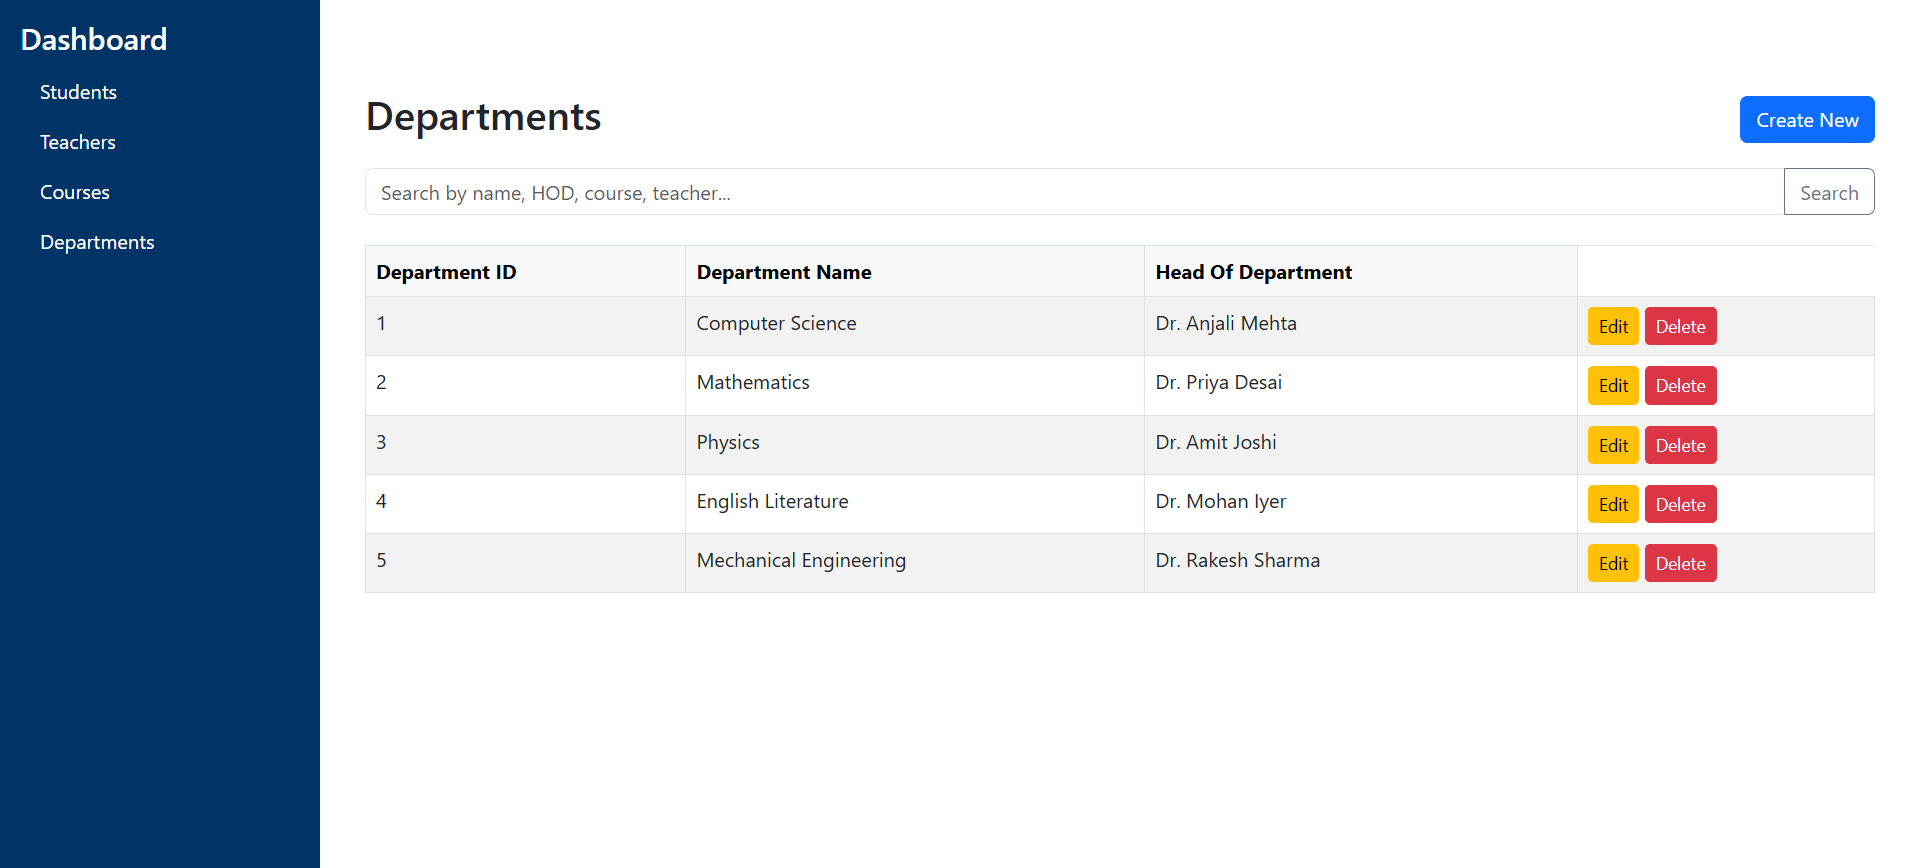 Dashboard
Students
Teachers
Courses
Departments
Departments
Create New
Search by name, HOD, course, teacher...
Search
Department ID Department Name Head Of Department
1 Computer Science Dr. Anjali Mehta Edit Delete
2 Mathematics Dr. Priya Desai Edit Delete
3 Physics Dr. Amit Joshi Edit Delete
4 English Literature Dr. Mohan Iyer Edit Delete
5 Mechanical Engineering Dr. Rakesh Sharma Edit Delete